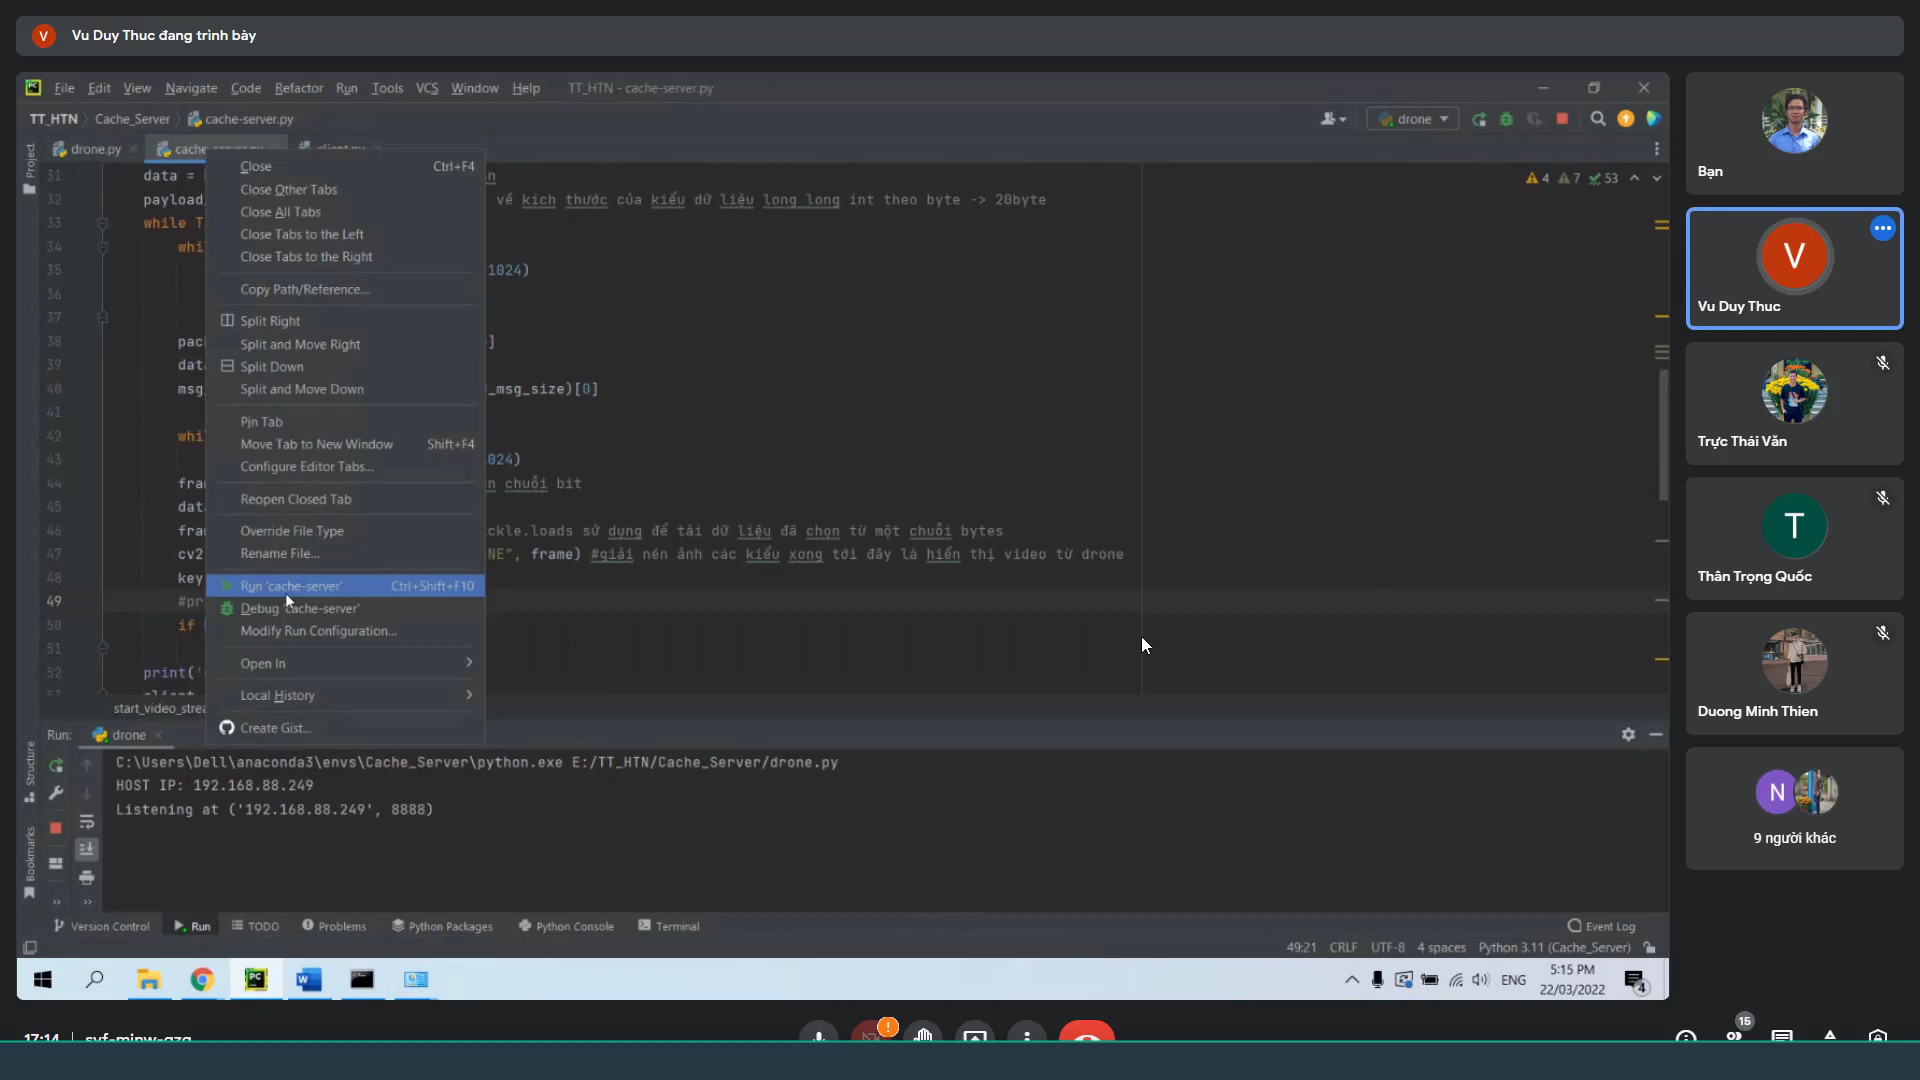 V
Vu Duy Thuc đang trình bày
File Edit View Navigate Code Refactor Run Tools VCS Window Help TT_HTN - cache-server.py
TT_HTN Cache_Server cache-server.py
drone
Project
drone.py
Close Ctrl+F4
Close Other Tabs
Close All Tabs
Close Tabs to the Left
Close Tabs to the Right
Copy Path/Reference...
Split Right
Split and Move Right
Split Down
Split and Move Down
Pin Tab
Move Tab to New Window Shift+F4
Configure Editor Tabs...
Reopen Closed Tab
Override File Type
Rename File...
Run 'cache-server' Ctrl+Shift+F10
Debug 'cache-server'
Modify Run Configuration...
Open In
Local History
Create Gist...
4 7 53
31 data =
32 payload về kích thước của kiểu dữ liệu long long int theo byte -> 20byte
33 while T
34 whi
35 1024)
36
37
38 pac ]
39 dat
40 msg_ _msg_size)[0]
41
42 whi
43 024)
44 fra n chuỗi bit
45 dat
46 fra ckle.loads sử dụng để tải dữ liệu đã chọn từ một chuỗi bytes
47 cv2 NE", frame) #giải nén ảnh các kiểu xong tới đây là hiển thị video từ drone
48 key
49 #pr
50 if
51
52 print('
start_video_strea
Run: drone
C:\Users\Dell\anaconda3\envs\Cache_Server\python.exe E:/TT_HTN/Cache_Server/drone.py
HOST IP: 192.168.88.249
Listening at ('192.168.88.249', 8888)
Structure
Bookmarks
Version Control Run TODO Problems Python Packages Python Console Terminal
Event Log
49:21 CRLF UTF-8 4 spaces Python 3.11 (Cache_Server)
ENG
5:15 PM
22/03/2022
4
Bạn
V
Vu Duy Thuc
Trực Thái Văn
T
Thân Trọng Quốc
Duong Minh Thien
N
9 người khác
17:14
15